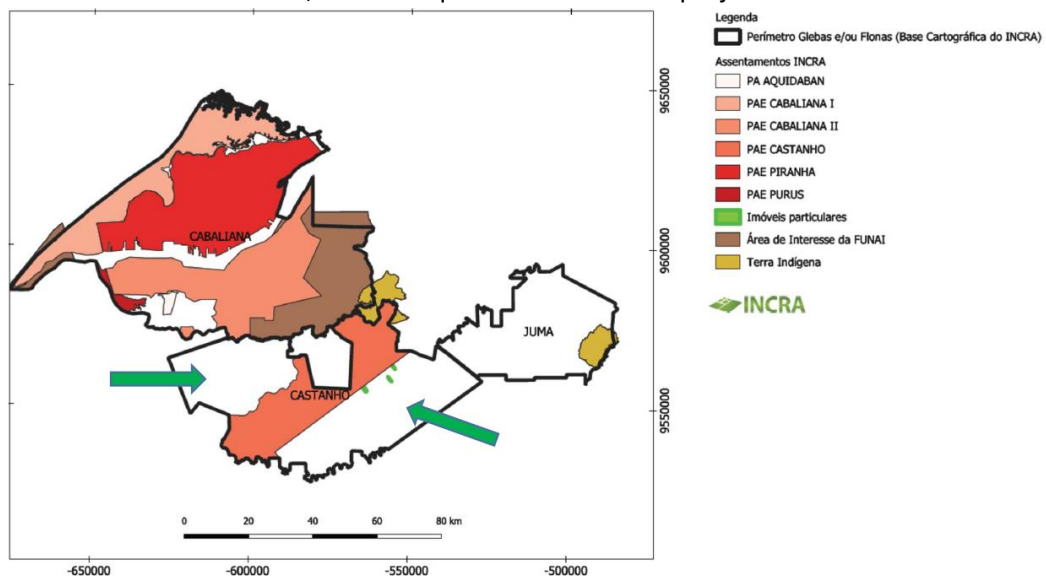 Legenda
Perímetro Glebas e/ou Flonas (Base Cartográfica do INCRA)
Assentamentos INCRA
PA AQUIDABAN
PAE CABALIANA I
PAE CABALIANA II
PAE CASTANHO
PAE PIRANHA
PAE PURUS
Imóveis particulares
Área de Interesse da FUNAI
Terra Indígena
INCRA
CABALIANA
JUMA
CASTANHO
9650000
9600000
9550000
0 20 40 60 80 km
-650000 -600000 -550000 -500000